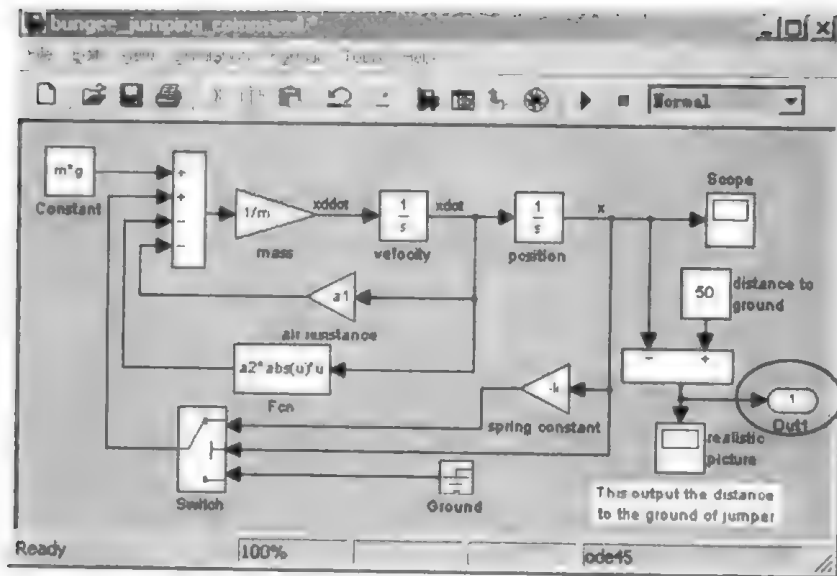 bungee_jumping_
Normal
m*g
Constant
+
+
−
−
1/m
mass
xddot
1
s
velocity
xdot
1
s
position
x
Scope
50
distance to
ground
a1
air resistance
a2*abs(u)*u
Fcn
-k
spring constant
−
+
1
Out1
realistic
picture
Switch
Ground
This output the distance
to the ground of jumper
Ready
100%
ode45